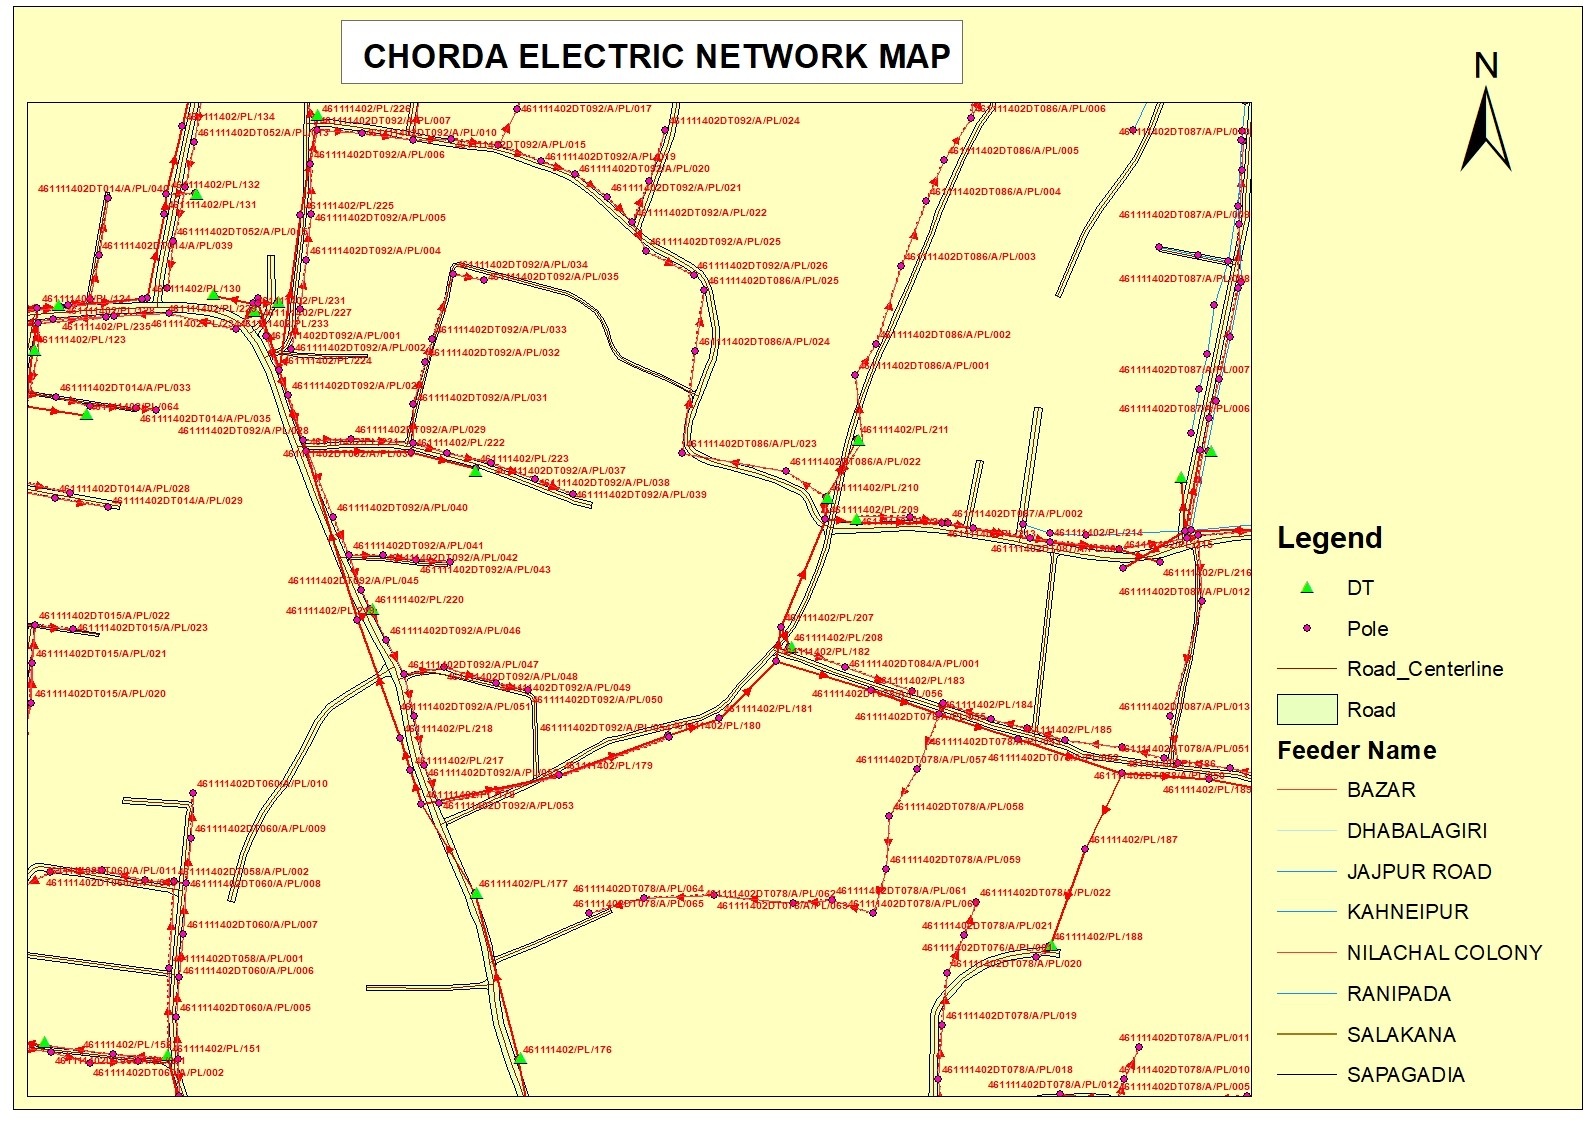 CHORDA ELECTRIC NETWORK MAP
N
461111402/PL/226
461111402DT092/A/PL/017
461111402DT086/A/PL/006
461111402/PL/134
461111402DT092/A/PL/007
461111402DT092/A/PL/024
461111402DT092/A/PL/010
461111402DT092/A/PL/015
461111402DT092/A/PL/006
461111402DT086/A/PL/005
461111402DT092/A/PL/020
461111402/PL/132
461111402DT092/A/PL/021
461111402DT086/A/PL/004
461111402/PL/131
461111402/PL/225
461111402DT092/A/PL/005
461111402DT092/A/PL/022
461111402DT092/A/PL/025
461111402DT092/A/PL/004
461111402DT086/A/PL/003
461111402DT092/A/PL/034
461111402DT092/A/PL/026
461111402DT092/A/PL/035
461111402DT086/A/PL/025
461111402/PL/130
461111402/PL/231
461111402/PL/227
461111402/PL/233
461111402/PL/235
461111402DT092/A/PL/033
461111402DT092/A/PL/001
461111402DT086/A/PL/002
461111402/PL/123
461111402DT086/A/PL/024
461111402DT092/A/PL/032
461111402/PL/224
461111402DT086/A/PL/001
461111402DT087/A/PL/007
461111402DT014/A/PL/033
461111402DT092/A/PL/031
461111402DT087/A/PL/006
461111402DT014/A/PL/035
461111402DT092/A/PL/029
461111402/PL/211
461111402/PL/222
461111402DT086/A/PL/023
461111402/PL/223
461111402DT086/A/PL/022
461111402DT092/A/PL/037
461111402DT092/A/PL/038
461111402DT014/A/PL/028
461111402/PL/210
461111402DT092/A/PL/039
461111402DT014/A/PL/029
461111402DT092/A/PL/040
461111402/PL/209
461111402DT087/A/PL/002
461111402/PL/214
461111402DT092/A/PL/041
461111402DT092/A/PL/042
461111402DT092/A/PL/043
461111402/PL/216
461111402DT092/A/PL/045
461111402DT087/A/PL/012
461111402/PL/220
461111402DT015/A/PL/022
461111402/PL/207
461111402DT015/A/PL/023
461111402DT092/A/PL/046
461111402/PL/208
461111402DT015/A/PL/021
461111402/PL/182
461111402DT092/A/PL/047
461111402DT084/A/PL/001
461111402DT092/A/PL/048
461111402/PL/183
461111402DT092/A/PL/049
461111402DT015/A/PL/020
461111402DT092/A/PL/050
461111402DT092/A/PL/051
461111402/PL/181
461111402/PL/184
461111402DT087/A/PL/013
461111402/PL/180
461111402/PL/218
461111402/PL/185
461111402DT078/A/PL/051
461111402/PL/217
461111402DT078/A/PL/057
461111402/PL/179
461111402DT060/A/PL/010
461111402/PL/189
461111402DT092/A/PL/053
461111402DT078/A/PL/058
461111402DT060/A/PL/009
461111402/PL/187
461111402DT078/A/PL/059
461111402DT058/A/PL/002
461111402DT060/A/PL/008
461111402/PL/177
461111402DT078/A/PL/064
461111402DT078/A/PL/061
461111402DT078/A/PL/022
461111402DT078/A/PL/065
461111402DT060/A/PL/007
461111402DT078/A/PL/021
461111402/PL/188
461111402DT058/A/PL/001
461111402DT078/A/PL/020
461111402DT060/A/PL/006
461111402DT060/A/PL/005
461111402DT078/A/PL/019
461111402DT078/A/PL/011
461111402/PL/151
461111402/PL/176
461111402DT078/A/PL/018
461111402DT078/A/PL/010
461111402DT078/A/PL/012
461111402DT078/A/PL/005
Legend
DT
Pole
Road_Centerline
Road
Feeder Name
BAZAR
DHABALAGIRI
JAJPUR ROAD
KAHNEIPUR
NILACHAL COLONY
RANIPADA
SALAKANA
SAPAGADIA